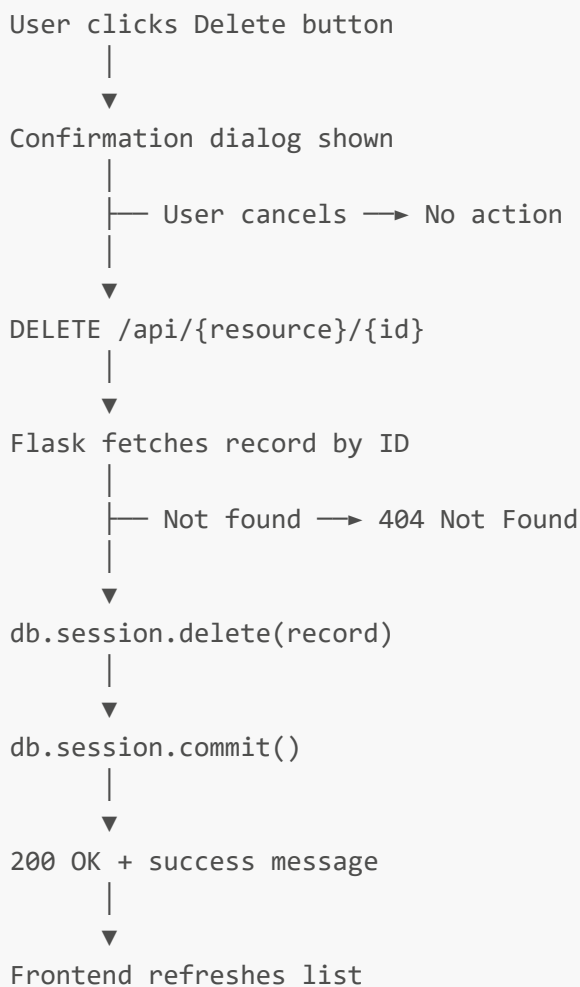 User clicks Delete button
│
▼
Confirmation dialog shown
│
├── User cancels ──► No action
│
▼
DELETE /api/{resource}/{id}
│
▼
Flask fetches record by ID
│
├── Not found ──► 404 Not Found
│
▼
db.session.delete(record)
│
▼
db.session.commit()
│
▼
200 OK + success message
│
▼
Frontend refreshes list